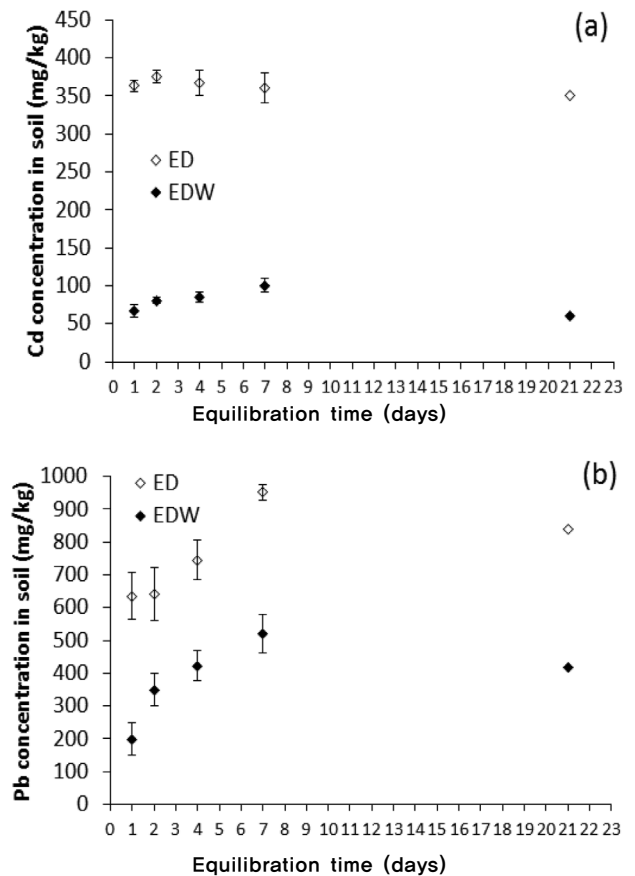 (a)
Cd concentration in soil (mg/kg)
450
400
350
300
250
200
150
100
50
0
ED
EDW
0 1 2 3 4 5 6 7 8 9 10 11 12 13 14 15 16 17 18 19 20 21 22 23
Equilibration time (days)
(b)
Pb concentration in soil (mg/kg)
1000
900
800
700
600
500
400
300
200
100
0
ED
EDW
0 1 2 3 4 5 6 7 8 9 10 11 12 13 14 15 16 17 18 19 20 21 22 23
Equilibration time (days)